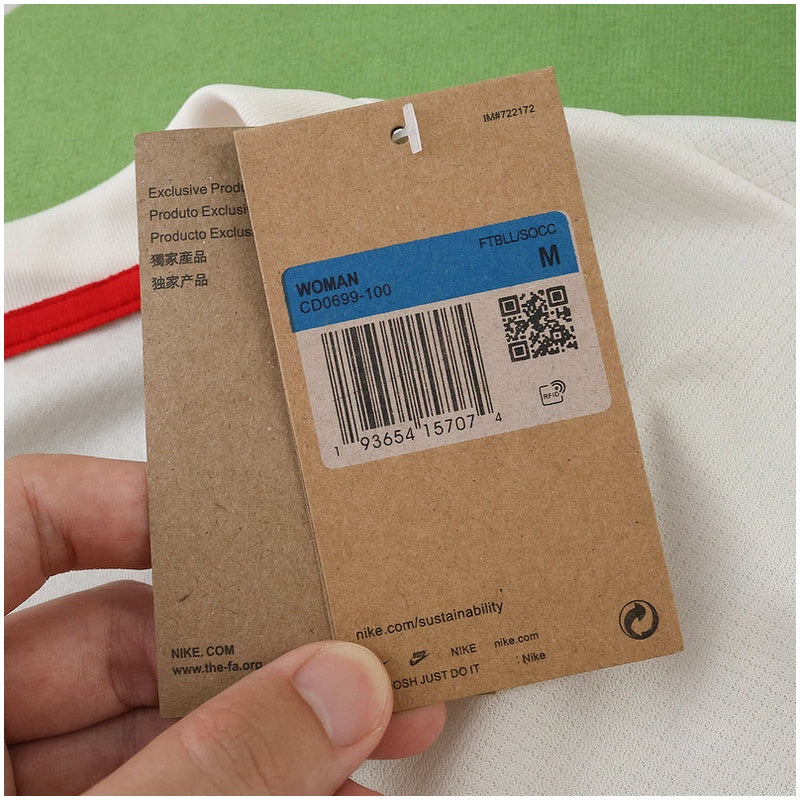 Exclusive Produ
Produto Exclusi
Producto Exclus
獨家產品
独家产品
NIKE. COM
www.the-fa.org
IM#722172
FTBLL/SOCC
M
WOMAN
CD0699-100
1 93654 15707 4
RFID
nike.com/sustainability
NIKE nike.com
OSH JUST DO IT 'Nike